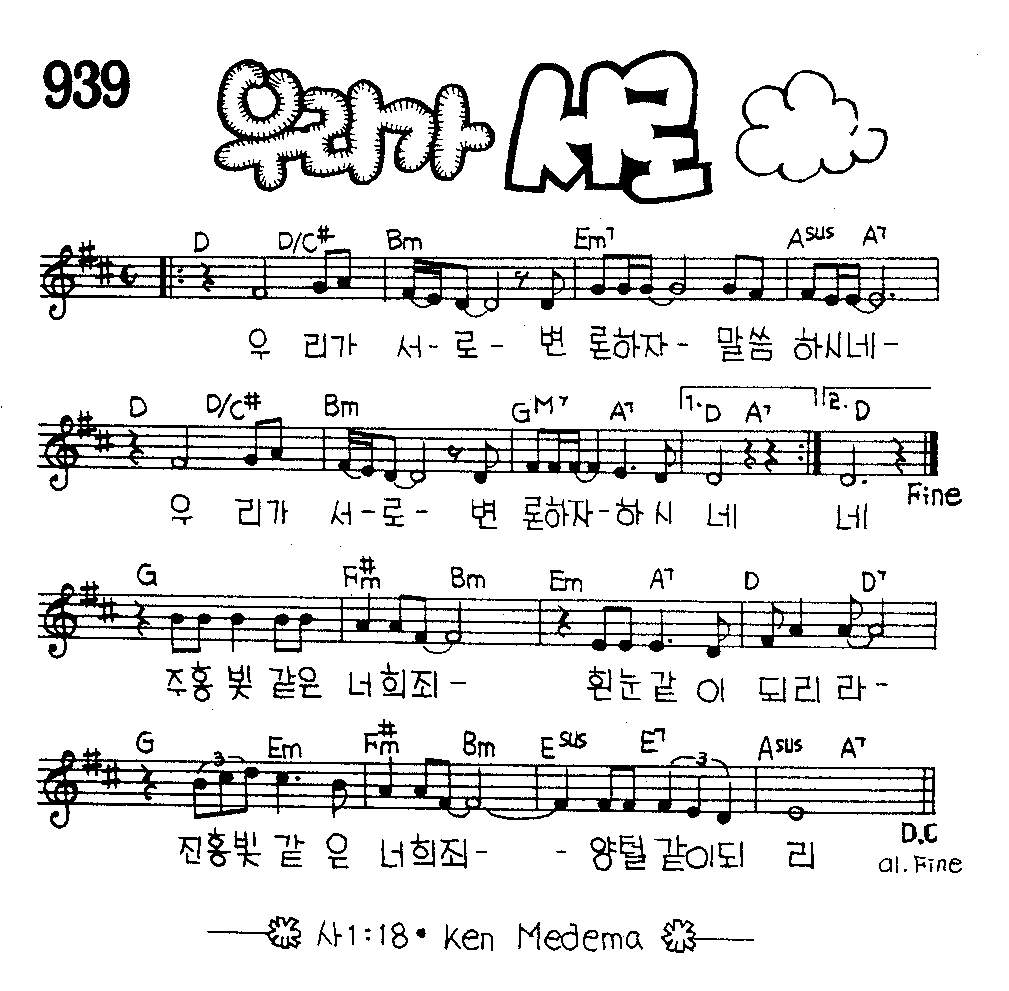 939
우리가 서로
D D/C# Bm Em7 Asus A7
우 리가 서- 로- 변 론하자- 말씀 하시네-
D D/C# Bm GM7 A7 1. D A7 2. D
Fine
우 리가 서-로- 변 론하자-하시 네 네
G F#m Bm Em A7 D D7
주홍빛 같은 너희죄- 흰눈같이 되리라-
G 3 Em F#m Bm Esus E7 3 Asus A7
D.C
진홍빛 같은 너희죄- - 양털같이되 리
al. Fine
사1:18 • Ken Medema